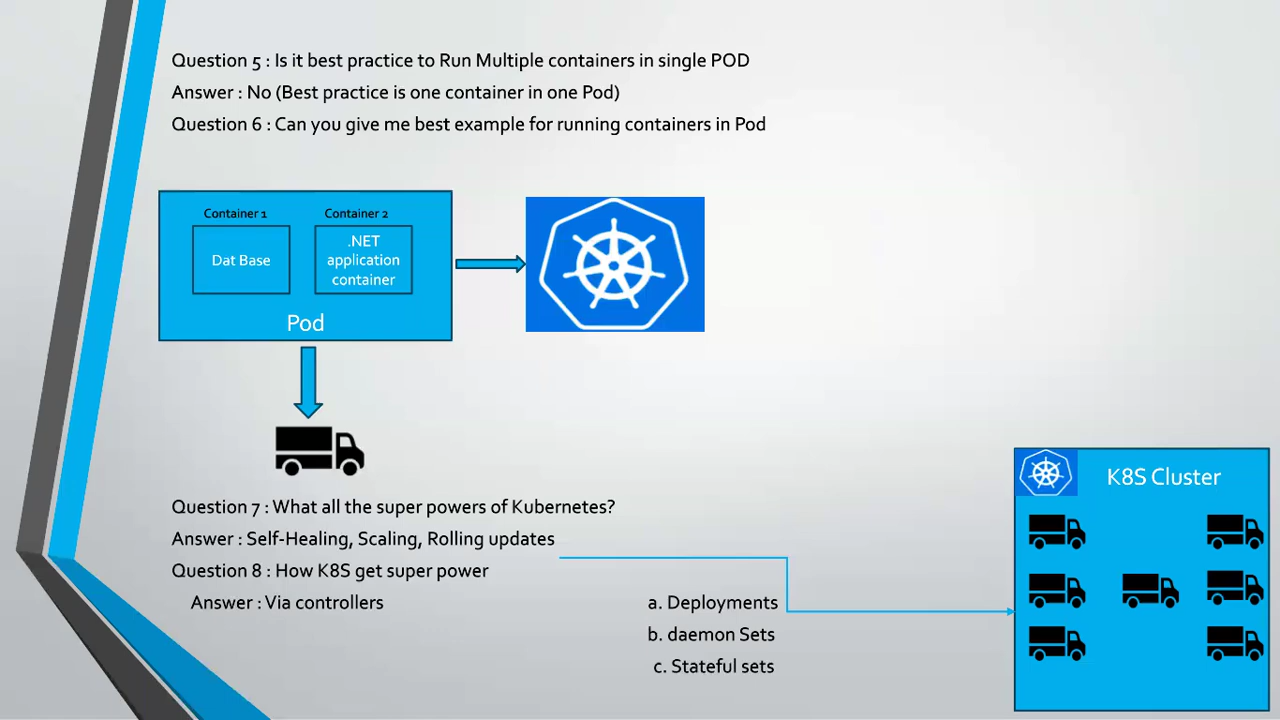 Question 5 : Is it best practice to Run Multiple containers in single POD
Answer : No (Best practice is one container in one Pod)
Question 6 : Can you give me best example for running containers in Pod
Container 1
Container 2
Dat Base
.NET
application
container
Pod
K8S Cluster
Question 7 : What all the super powers of Kubernetes?
Answer : Self-Healing, Scaling, Rolling updates
Question 8 : How K8S get super power
Answer : Via controllers
a. Deployments
b. daemon Sets
c. Stateful sets